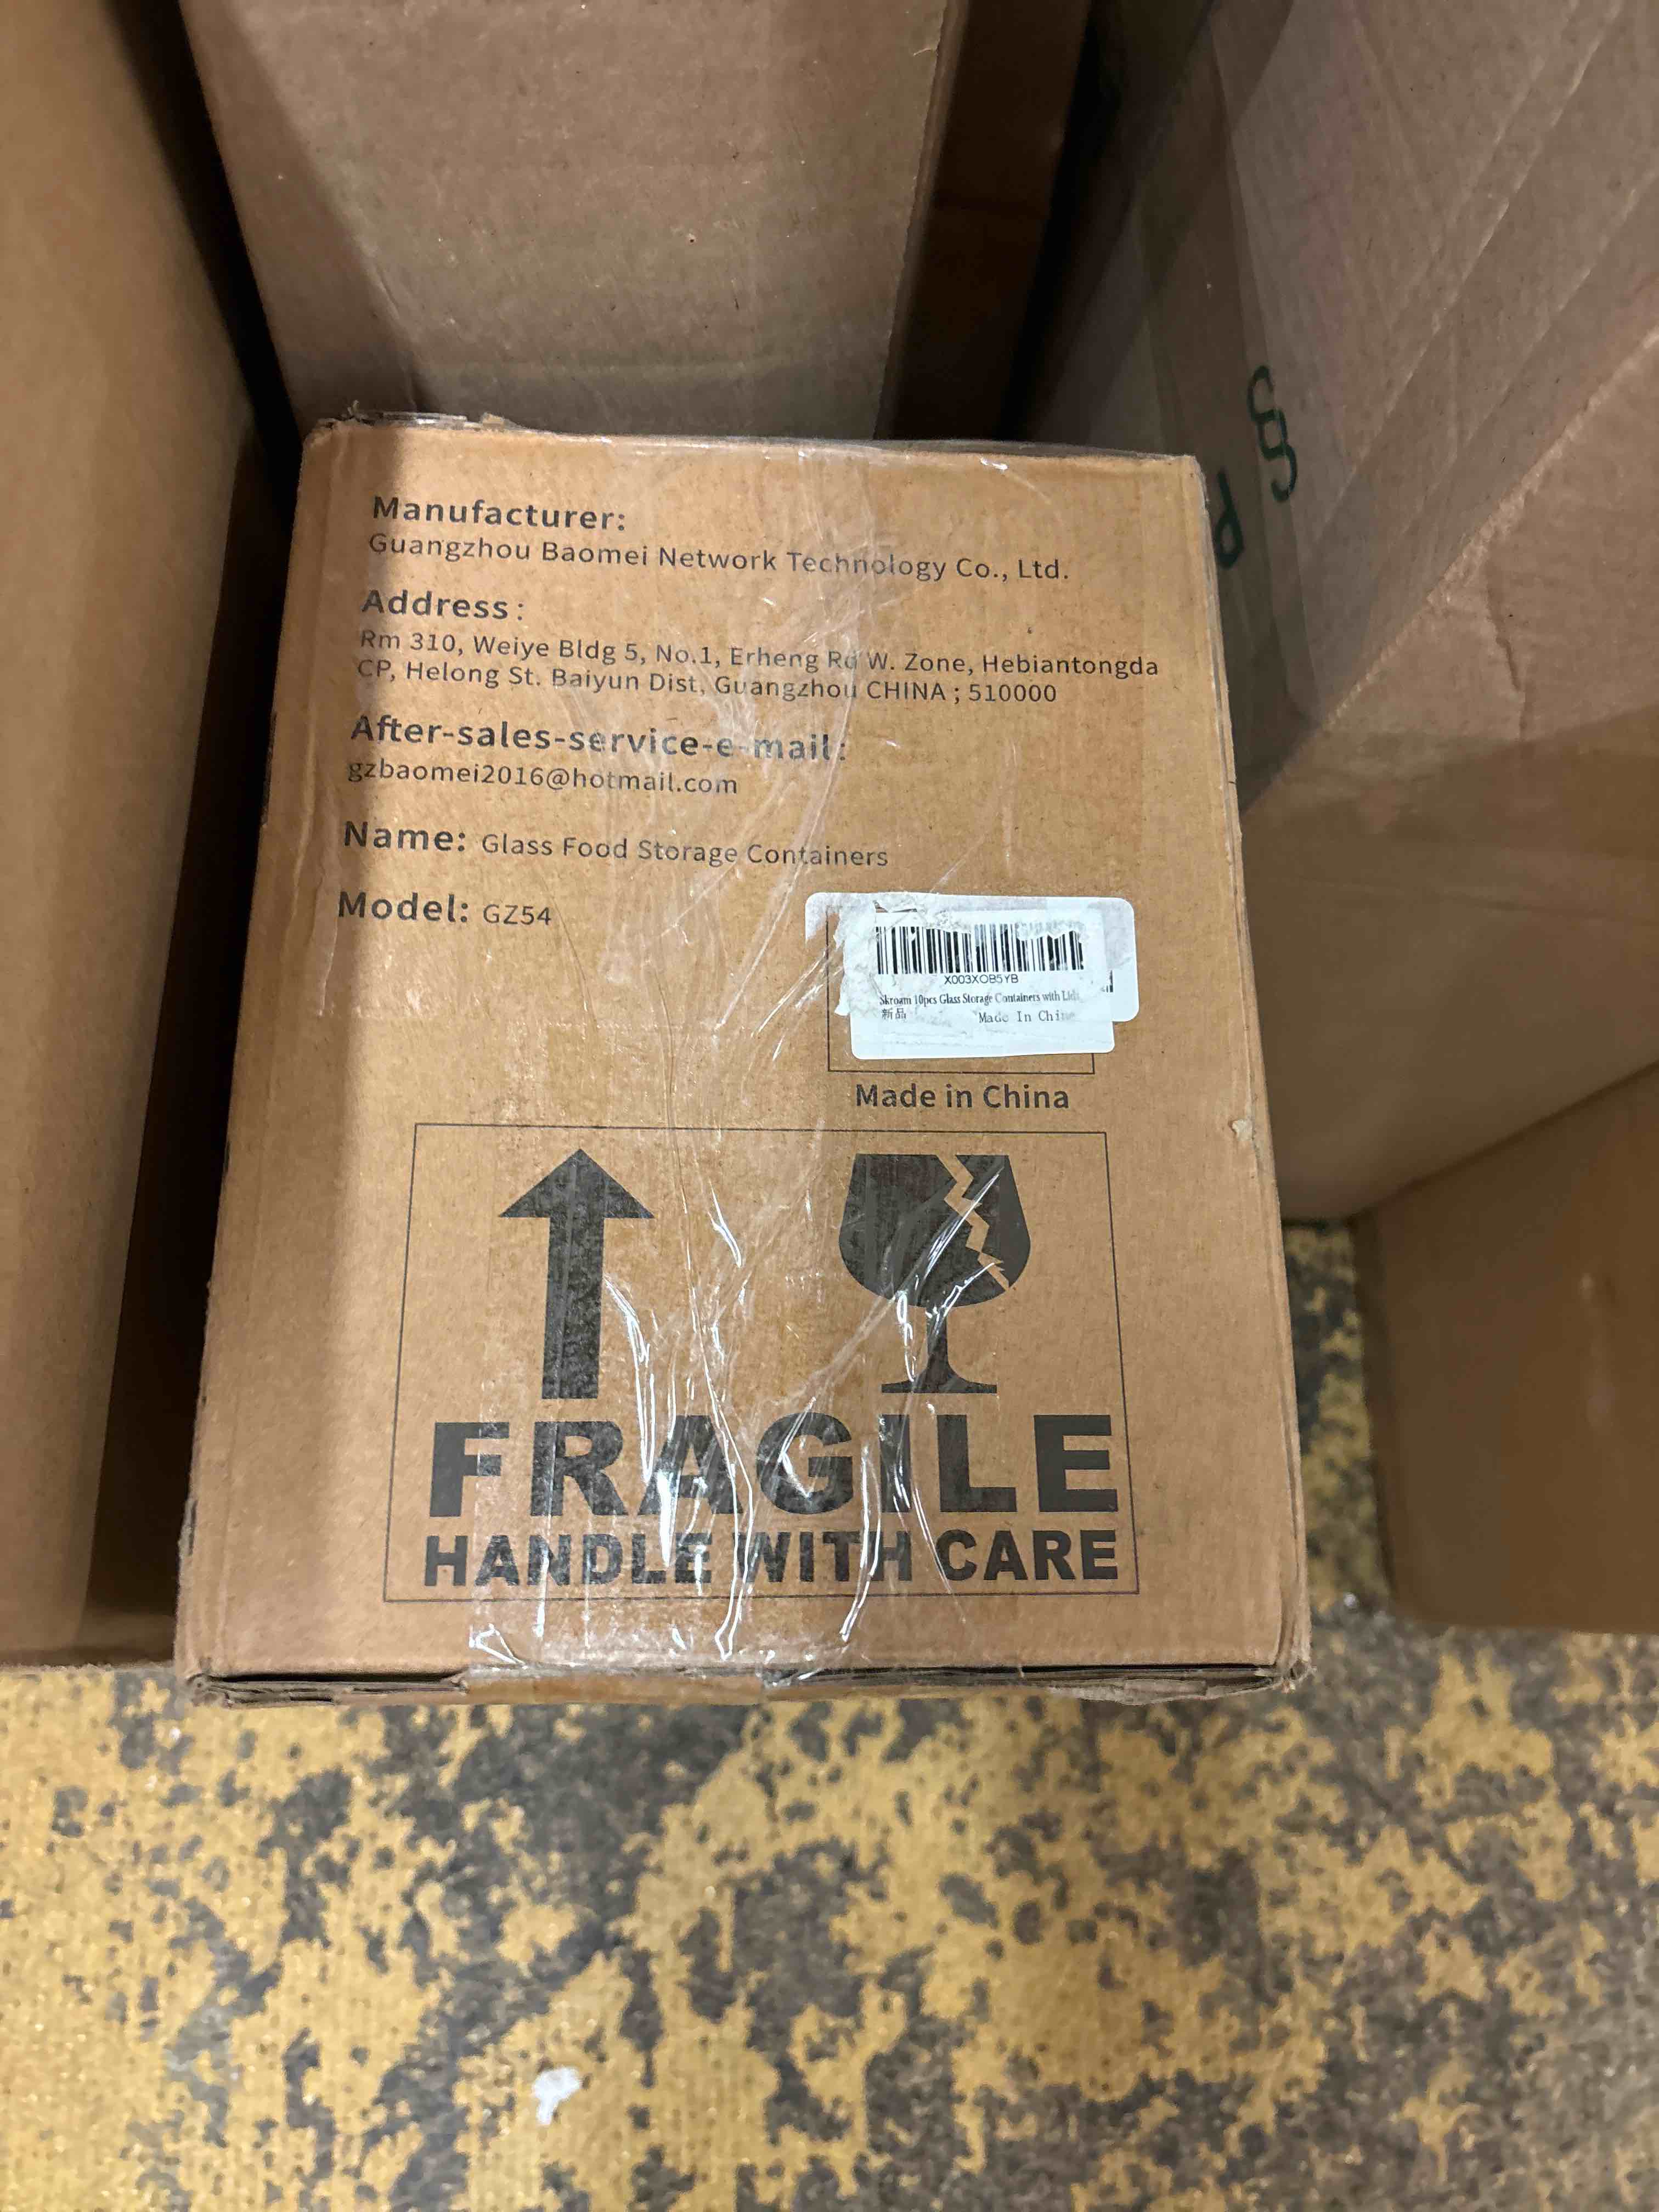 Manufacturer:
Guangzhou Baomei Network Technology Co., Ltd.
Address:
Rm 310, Weiye Bldg 5, No.1, Erheng Rd W. Zone, Hebiantongda
CP, Helong St. Baiyun Dist, Guangzhou CHINA ; 510000
After-sales-service-e-mail:
gzbaomei2016@hotmail.com
Name: Glass Food Storage Containers
Model: GZ54
X003XOB5YB
Skroam 10pcs Glass Storage Containers with Lids
新品 Made In China
Made in China
FRAGILE
HANDLE WITH CARE